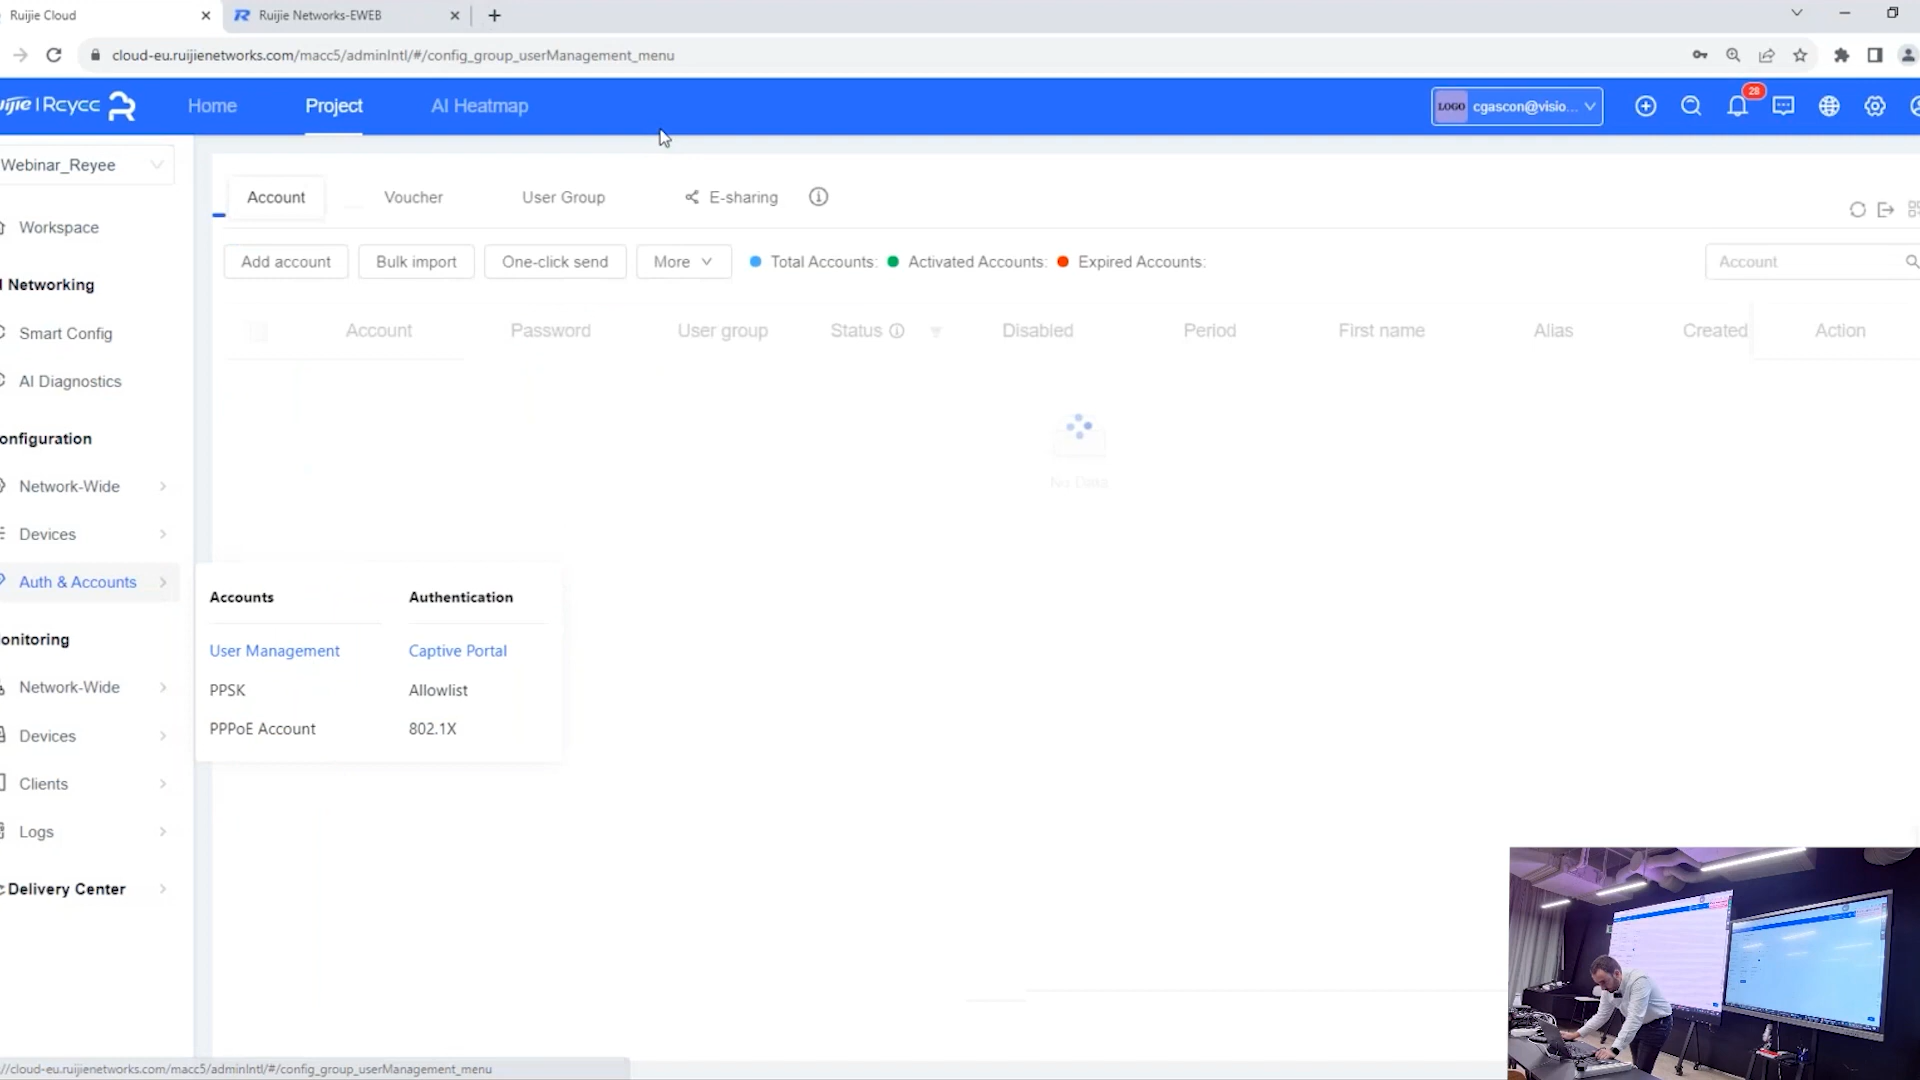 Ruijie Cloud
Ruijie Networks-EWEB
cloud-eu.ruijienetworks.com/macc5/adminIntl/#/config_group_userManagement_menu
Home
Project
AI Heatmap
LOGO cgascon@visio...
28
Webinar_Reyee
Account
Voucher
User Group
E-sharing
Workspace
Add account
Bulk import
One-click send
More
Total Accounts:
Activated Accounts:
Expired Accounts:
Account
Networking
Account
Password
User group
Status
Disabled
Period
First name
Alias
Created
Action
Smart Config
AI Diagnostics
onfiguration
No Data
Network-Wide
Devices
Auth & Accounts
Accounts
Authentication
onitoring
User Management
Captive Portal
PPSK
Allowlist
Network-Wide
PPPoE Account
802.1X
Devices
Clients
Logs
Delivery Center
//cloud-eu.ruijienetworks.com/macc5/adminIntl/#/config_group_userManagement_menu